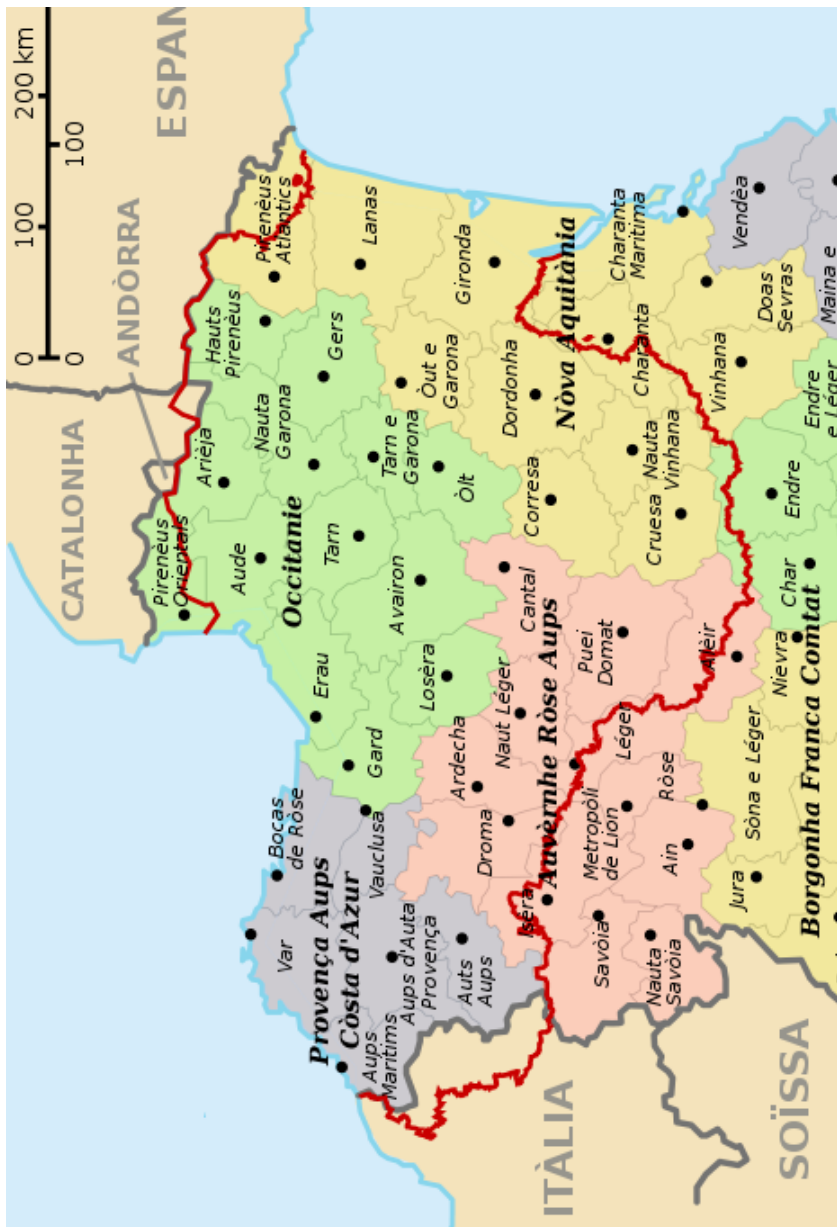 0 100 200 km
0 100
CATALONHA
ANDÒRRA
ESPAN
Pirenèus
Orientals
Arièja
Hauts
Pirenèus
Aude
Nauta
Garona
Pirenèus
Atlantics
Bocas
de Ròse
Var
Occitanie
Erau
Provença Aups
Còsta d'Azur
Tarn
Gers
Lanas
Aups
Maritims
Gard
Vauclusa
Tarn e
Garona
Avairon
Aups d'Auta
Provença
Òut e
Garona
Losèra
Ardecha
Gironda
Òlt
Auts
Aups
Droma
Naut Léger
Dordonha
Corresa
Cantal
Isèra
Auvèrnhe Ròse Aups
ITÀLIA
Nòva Aquitània
Puei
Domat
Metropòli
de Lion
Savòia
Charanta
Maritima
Léger
Charanta
Nauta
Vinhana
Cruesa
Nauta
Savòia
Ròse
Ain
Alèir
Vinhana
Vendèa
Jura
Sòna e Léger
Doas
Sevras
Nievra
Char
Endre
SOÏSSA
Borgonha Franca Comtat
Endre
e Léger
Maina e